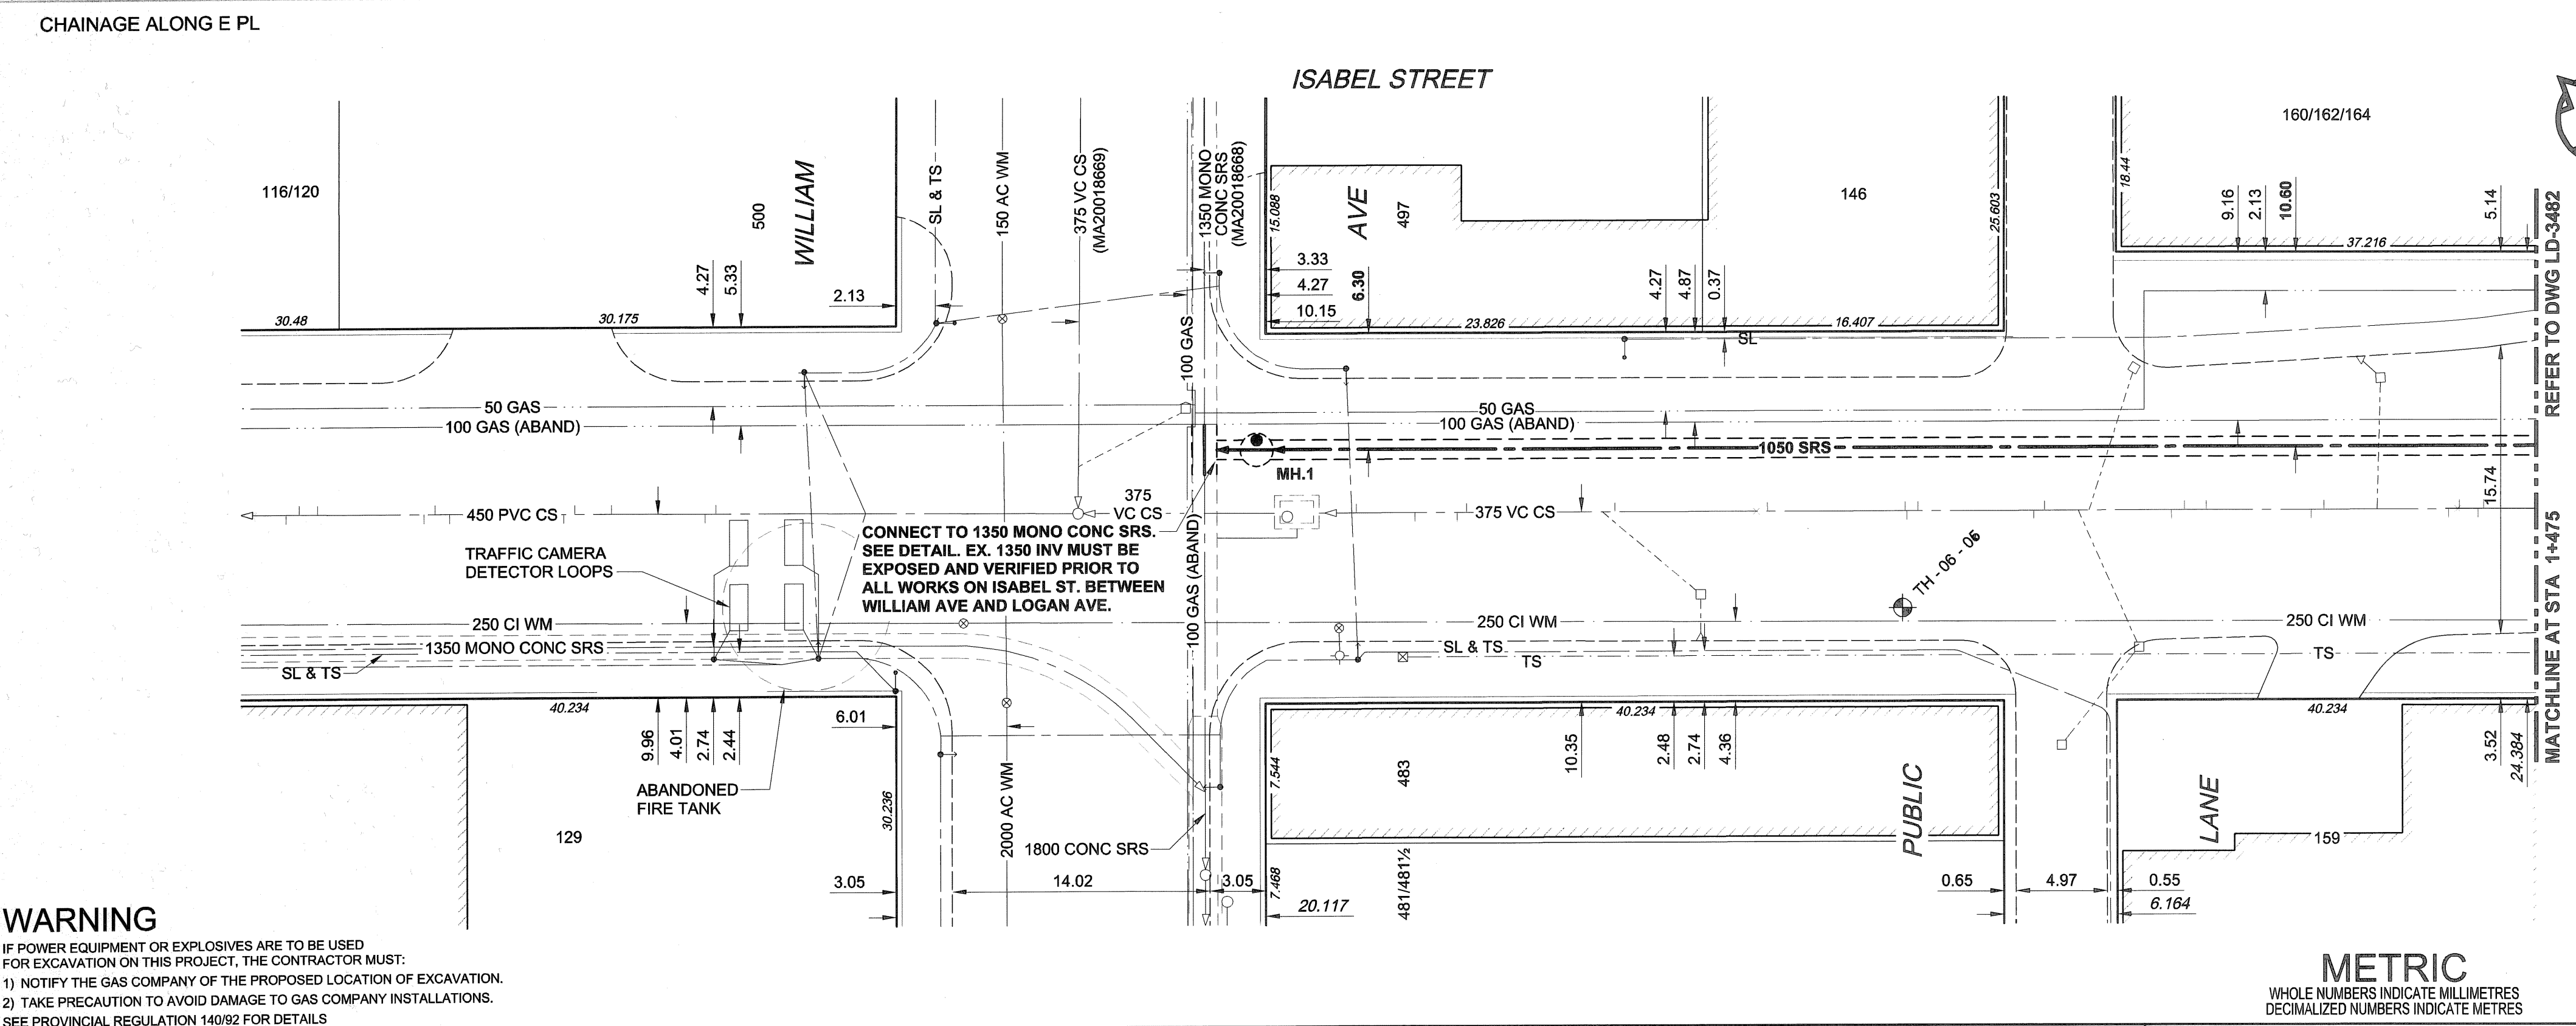 CHAINAGE ALONG E PL
ISABEL STREET
116/120
500
WILLIAM
SL & TS
150 AC WM
375 VC CS
(MA20018669)
1350 MONO
CONC SRS
(MA20018668)
15.088
AVE
497
146
25.603
18.44
160/162/164
9.16
2.13
10.60
5.14
37.216
REFER TO DWG LD-3482
4.27
5.33
2.13
3.33
4.27
10.15
6.30
4.27
4.87
0.37
30.48
30.175
23.826
16.407
SL
100 GAS
50 GAS
100 GAS (ABAND)
50 GAS
100 GAS (ABAND)
1050 SRS
MH.1
15.74
450 PVC CS
375
VC CS
375 VC CS
CONNECT TO 1350 MONO CONC SRS.
SEE DETAIL. EX. 1350 INV MUST BE
EXPOSED AND VERIFIED PRIOR TO
ALL WORKS ON ISABEL ST. BETWEEN
WILLIAM AVE AND LOGAN AVE.
TRAFFIC CAMERA
DETECTOR LOOPS
100 GAS (ABAND)
TH - 06 - 05
MATCHLINE AT STA 1+475
250 CI WM
250 CI WM
250 CI WM
1350 MONO CONC SRS
SL & TS
SL & TS
TS
TS
40.234
9.96
4.01
2.74
2.44
6.01
40.234
10.35
2.48
2.74
4.36
40.234
3.52
24.384
ABANDONED
FIRE TANK
129
30.236
2000 AC WM
1800 CONC SRS
7.544
483
PUBLIC
LANE
159
3.05
14.02
3.05
7.468
20.117
481/481½
0.65
4.97
0.55
6.164
WARNING
IF POWER EQUIPMENT OR EXPLOSIVES ARE TO BE USED
FOR EXCAVATION ON THIS PROJECT, THE CONTRACTOR MUST:
1) NOTIFY THE GAS COMPANY OF THE PROPOSED LOCATION OF EXCAVATION.
2) TAKE PRECAUTION TO AVOID DAMAGE TO GAS COMPANY INSTALLATIONS.
SEE PROVINCIAL REGULATION 140/92 FOR DETAILS
METRIC
WHOLE NUMBERS INDICATE MILLIMETRES
DECIMALIZED NUMBERS INDICATE METRES